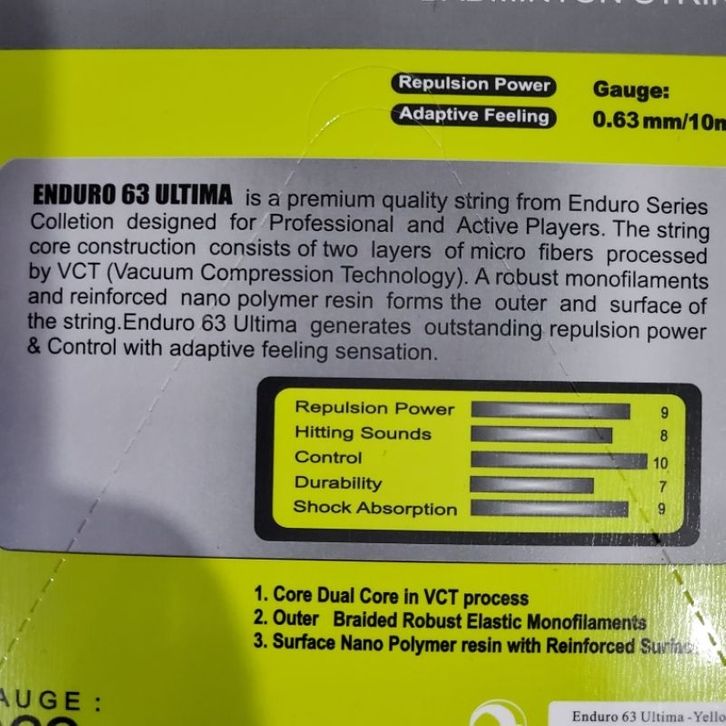 Repulsion Power
Adaptive Feeling
Gauge:
0.63 mm/10m
ENDURO 63 ULTIMA is a premium quality string from Enduro Series
Colletion designed for Professional and Active Players. The string
core construction consists of two layers of micro fibers processed
by VCT (Vacuum Compression Technology). A robust monofilaments
and reinforced nano polymer resin forms the outer and surface of
the string.Enduro 63 Ultima generates outstanding repulsion power
& Control with adaptive feeling sensation.
Repulsion Power 9
Hitting Sounds 8
Control 10
Durability 7
Shock Absorption 9
1. Core Dual Core in VCT process
2. Outer Braided Robust Elastic Monofilaments
3. Surface Nano Polymer resin with Reinforced
AUGE :
Enduro 63 Ultima - Yello